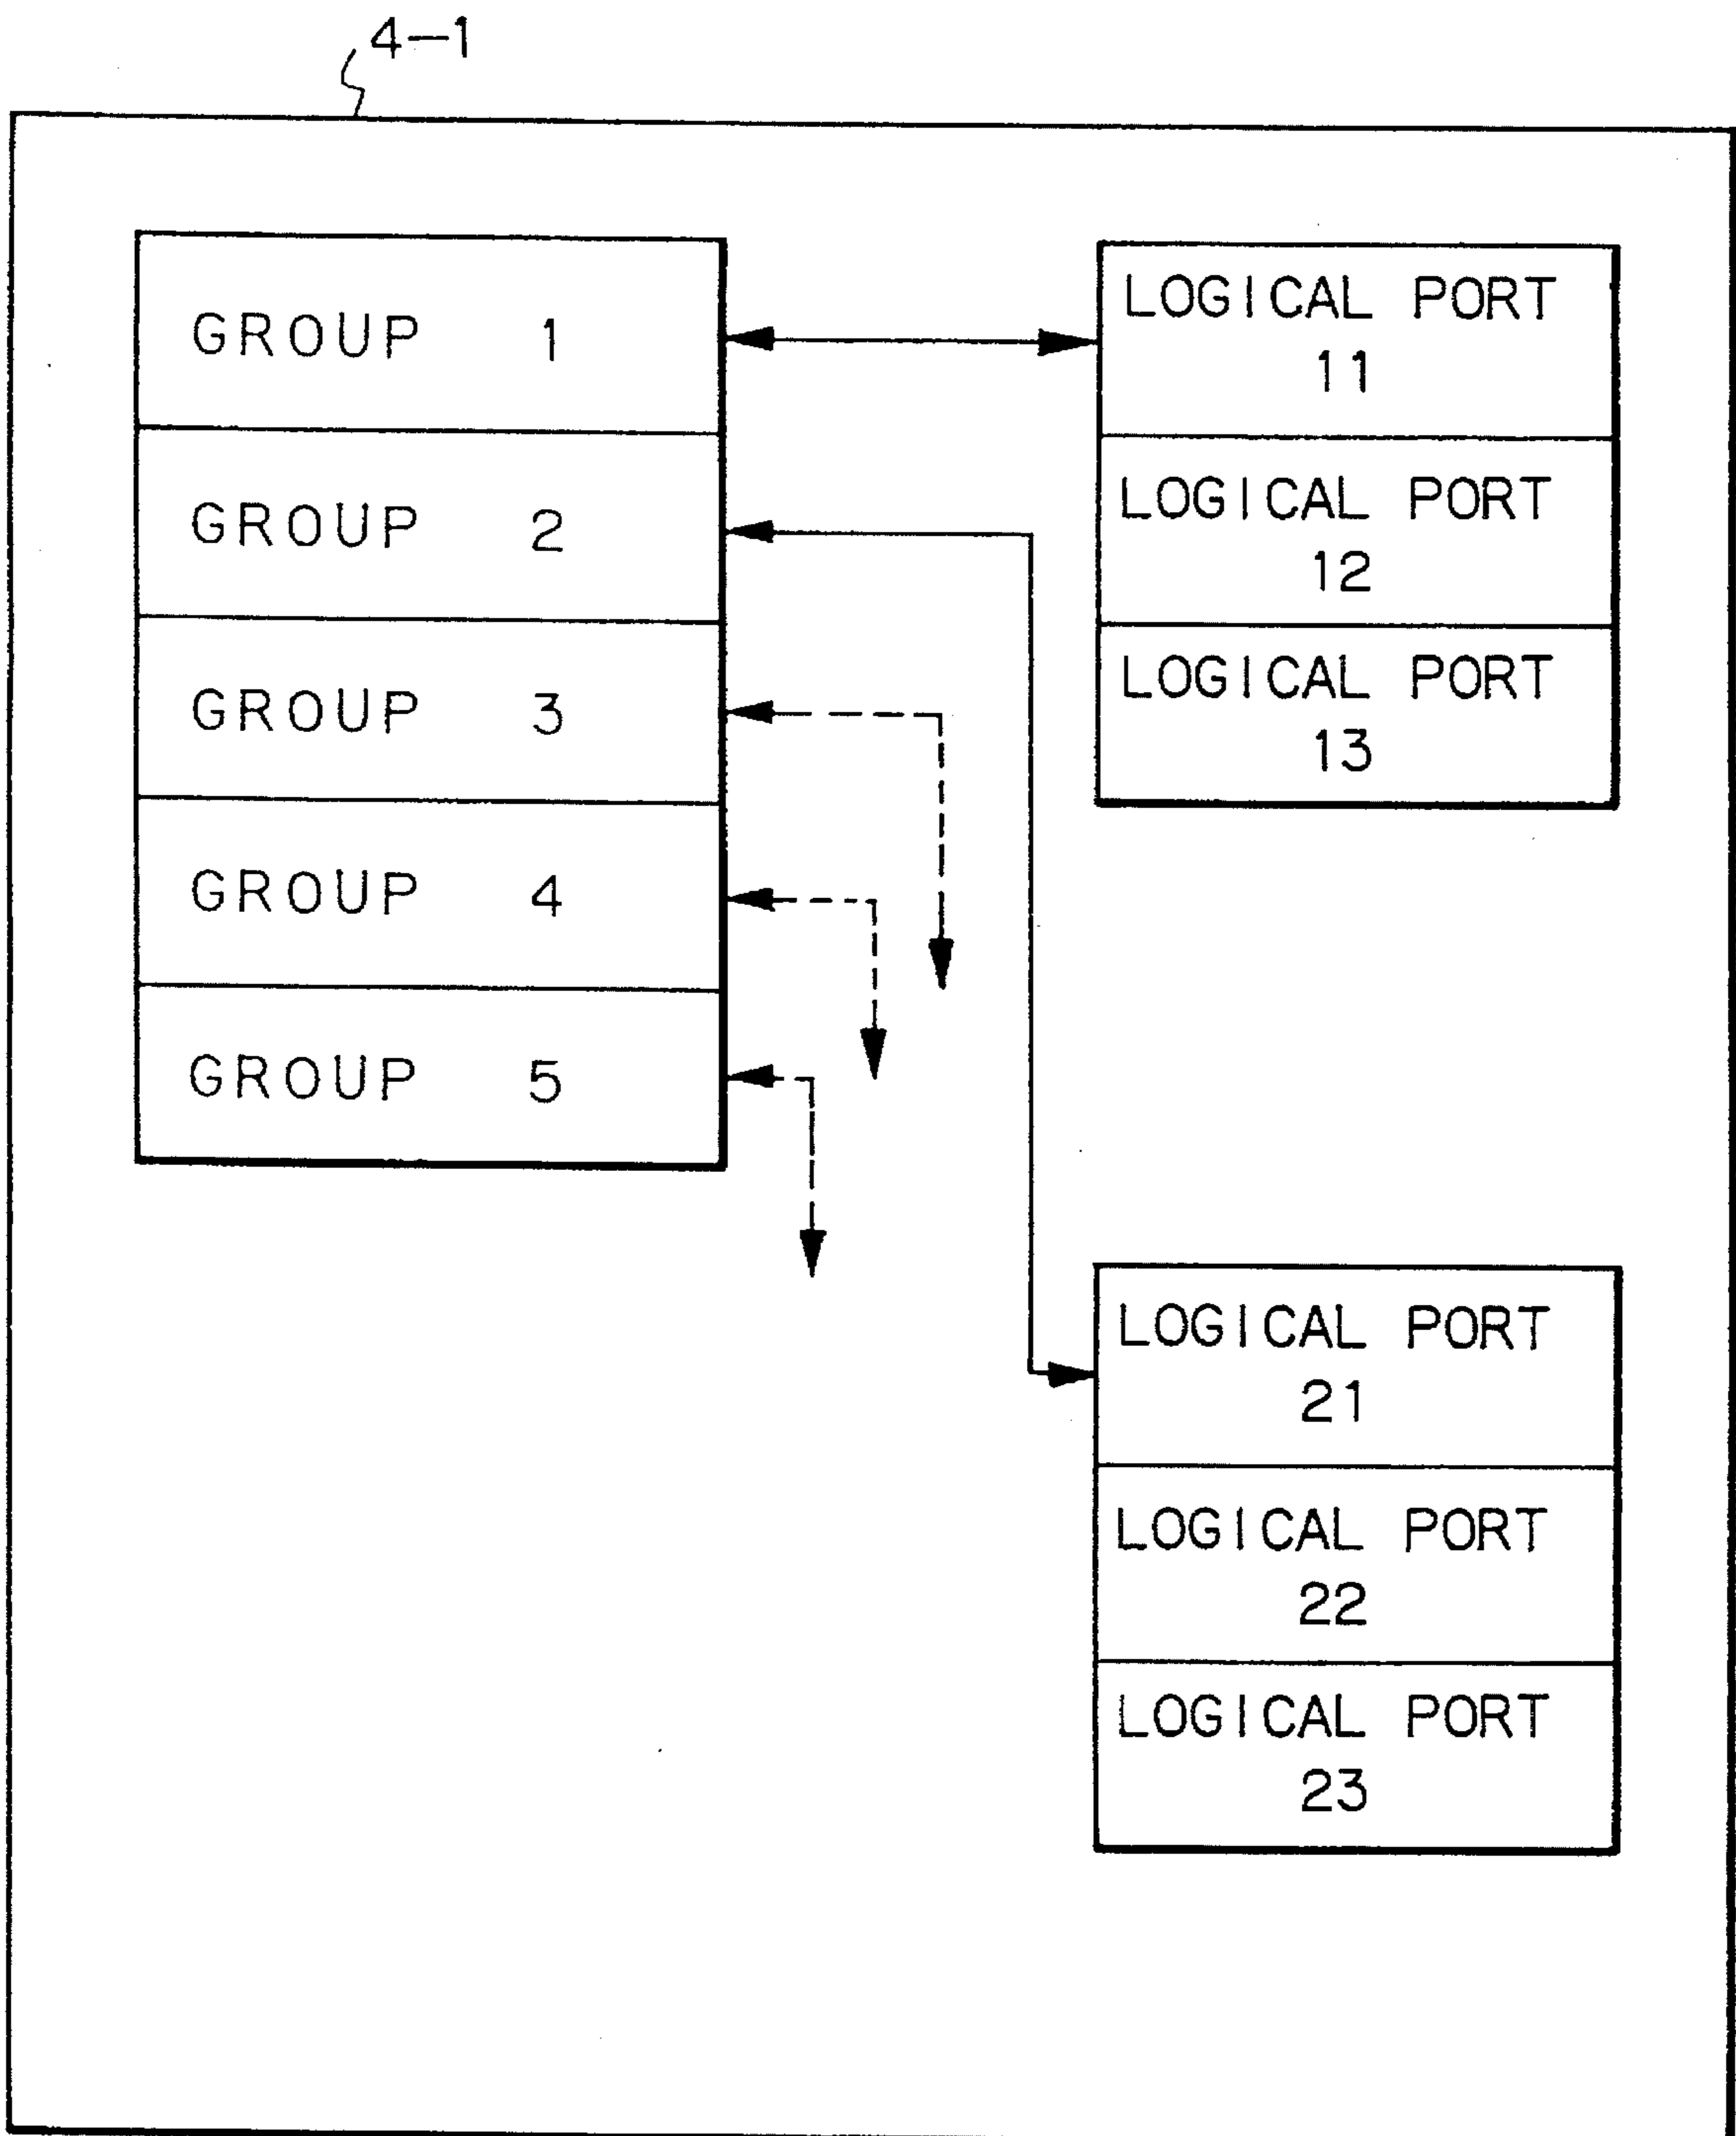 4-1
GROUP 1
GROUP 2
GROUP 3
GROUP 4
GROUP 5
LOGICAL PORT
11
LOGICAL PORT
12
LOGICAL PORT
13
LOGICAL PORT
21
LOGICAL PORT
22
LOGICAL PORT
23